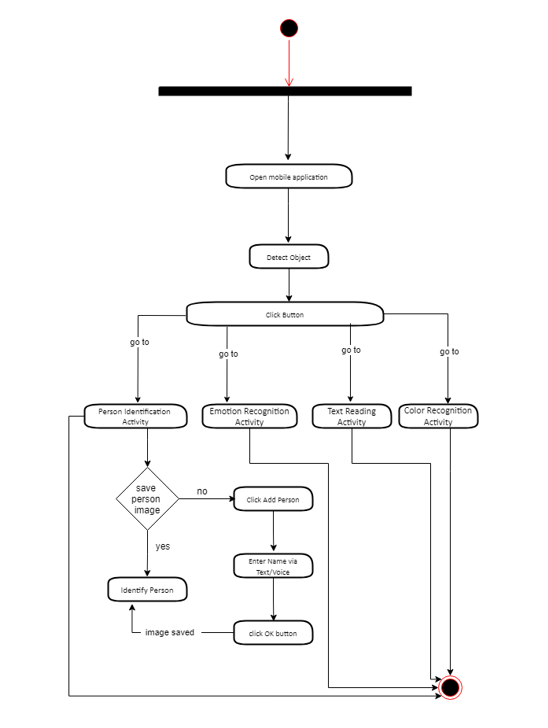 Open mobile application
Detect Object
Click Button
go to
go to
go to
go to
Person Identification
Activity
Emotion Recognition
Activity
Text Reading
Activity
Color Recognition
Activity
save
person
image
no
Click Add Person
yes
Enter Name via
Text/Voice
Identify Person
image saved
click OK button